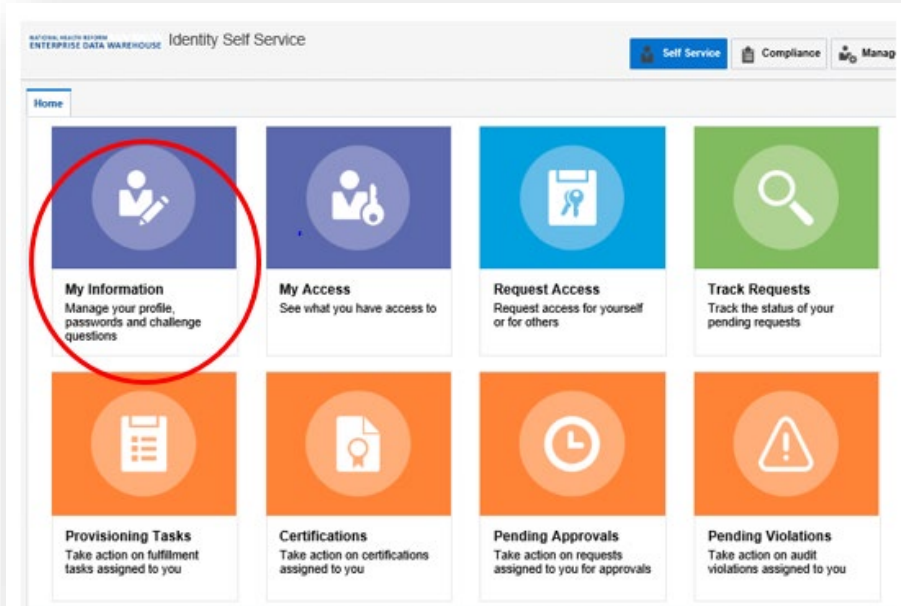 NATIONAL HEALTH REFORM
ENTERPRISE DATA WAREHOUSE Identity Self Service
Self Service Compliance Manag
Home
My Information
Manage your profile,
passwords and challenge
questions
My Access
See what you have access to
Request Access
Request access for yourself
or for others
Track Requests
Track the status of your
pending requests
Provisioning Tasks
Take action on fulfillment
tasks assigned to you
Certifications
Take action on certifications
assigned to you
Pending Approvals
Take action on requests
assigned to you for approvals
Pending Violations
Take action on audit
violations assigned to you